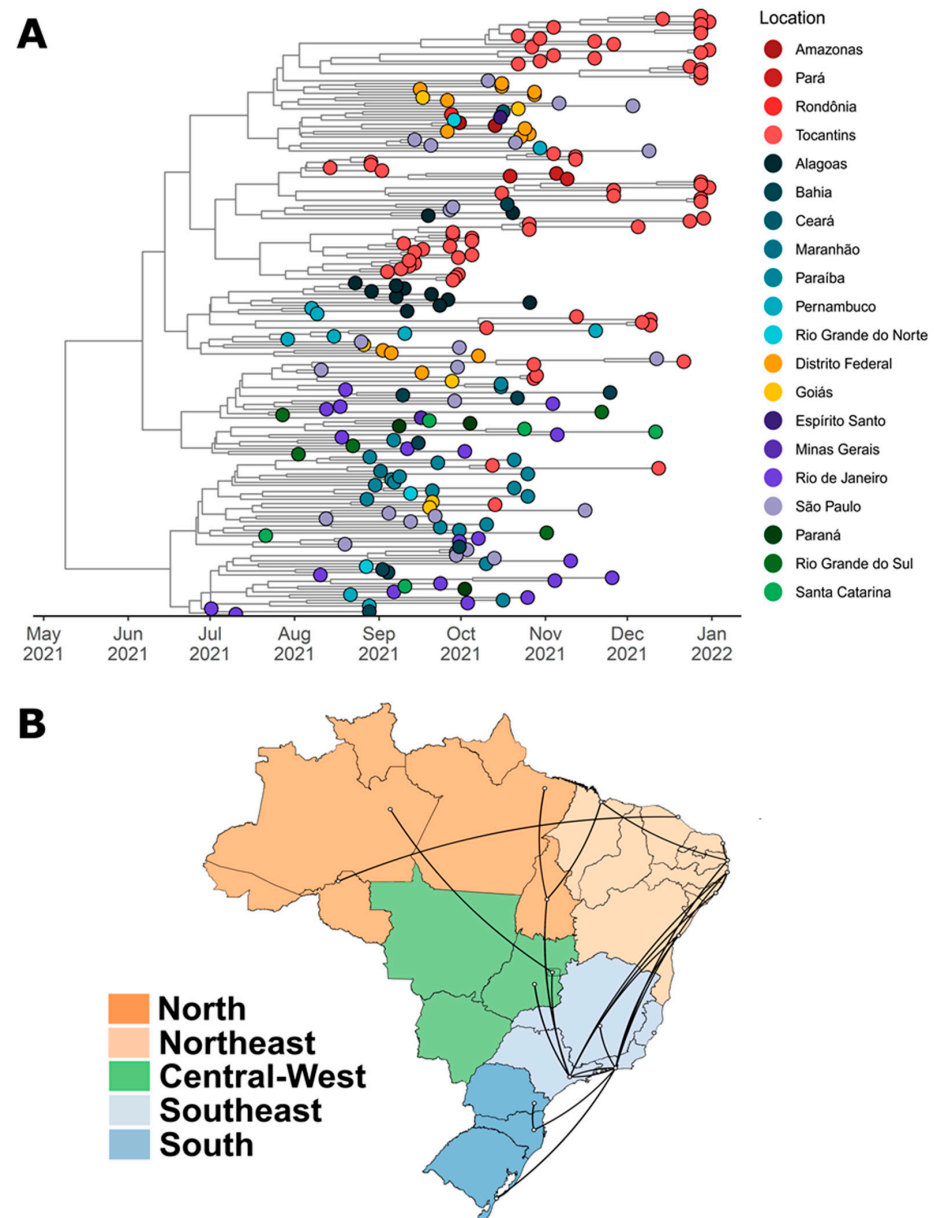 A
Location
Amazonas
Pará
Rondônia
Tocantins
Alagoas
Bahia
Ceará
Maranhão
Paraíba
Pernambuco
Rio Grande do Norte
Distrito Federal
Goiás
Espírito Santo
Minas Gerais
Rio de Janeiro
São Paulo
Paraná
Rio Grande do Sul
Santa Catarina
May Jun Jul Aug Sep Oct Nov Dec Jan
2021 2021 2021 2021 2021 2021 2021 2021 2022
B
North
Northeast
Central-West
Southeast
South